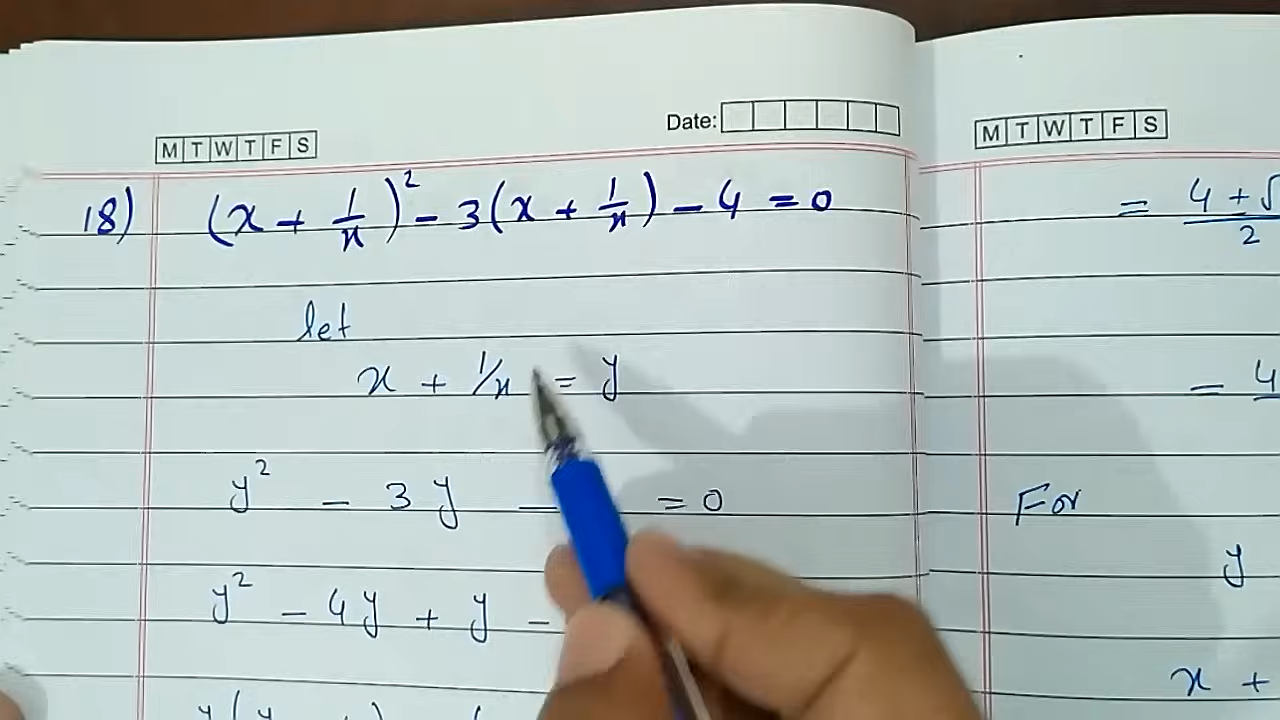 M T W T F S
Date:
18) (x + 1/x)² - 3(x + 1/x) - 4 = 0
let
x + 1/x = y
y² - 3y - = 0
y² - 4y + y -
M T W T F S
= 4 + √
2
= 4
For
y
x +